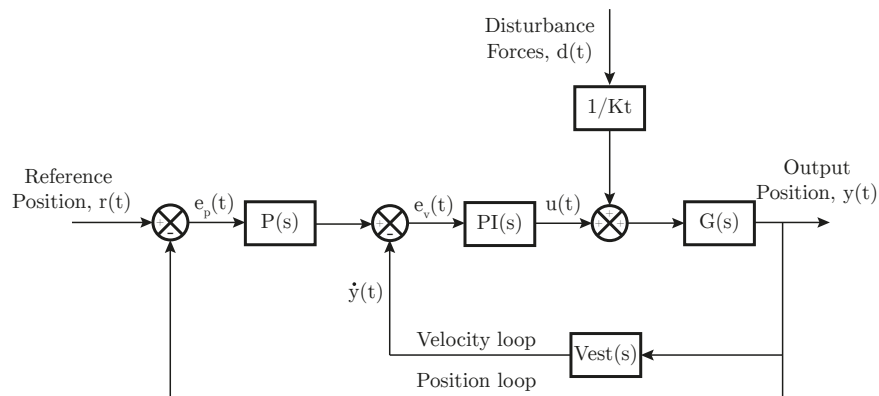 Disturbance
Forces, d(t)
1/Kt
Reference
Position, r(t)
Output
Position, y(t)
+
-
e_p(t)
P(s)
+
-
e_v(t)
PI(s)
u(t)
+
+
+
G(s)
ẏ(t)
Velocity loop
Vest(s)
Position loop